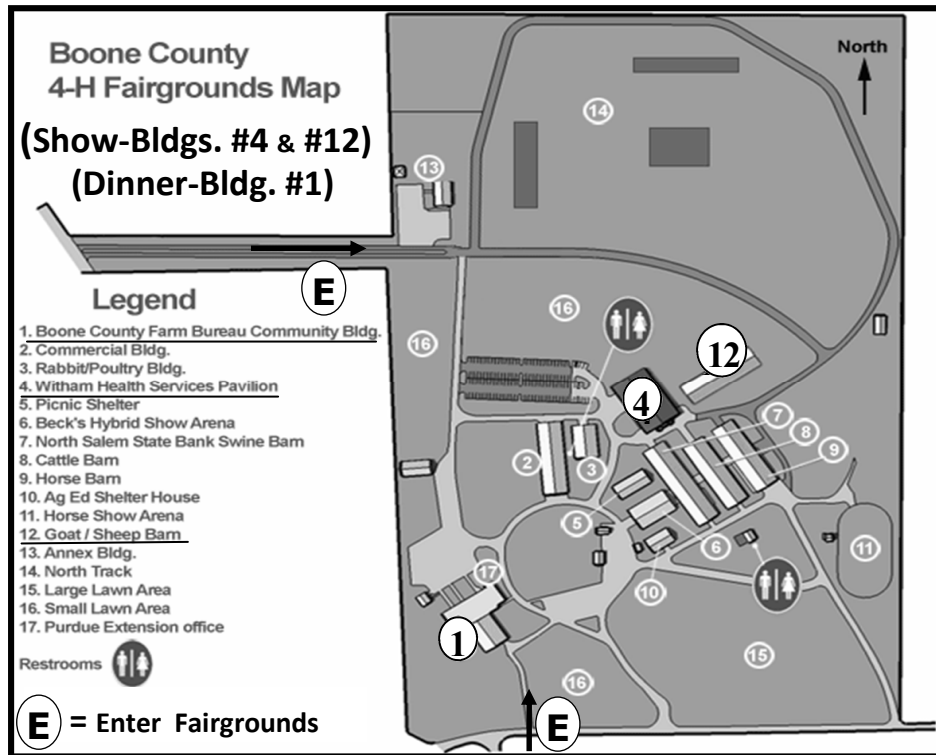 Boone County
4-H Fairgrounds Map
(Show-Bldgs. #4 & #12)
(Dinner-Bldg. #1)
North
14
13
E
Legend
1. Boone County Farm Bureau Community Bldg.
2. Commercial Bldg.
3. Rabbit/Poultry Bldg.
4. Witham Health Services Pavilion
5. Picnic Shelter
6. Beck's Hybrid Show Arena
7. North Salem State Bank Swine Barn
8. Cattle Barn
9. Horse Barn
10. Ag Ed Shelter House
11. Horse Show Arena
12. Goat / Sheep Barn
13. Annex Bldg.
14. North Track
15. Large Lawn Area
16. Small Lawn Area
17. Purdue Extension office
Restrooms
E = Enter Fairgrounds
16
16
12
4
7
8
9
2
3
5
6
10
11
17
1
15
16
E